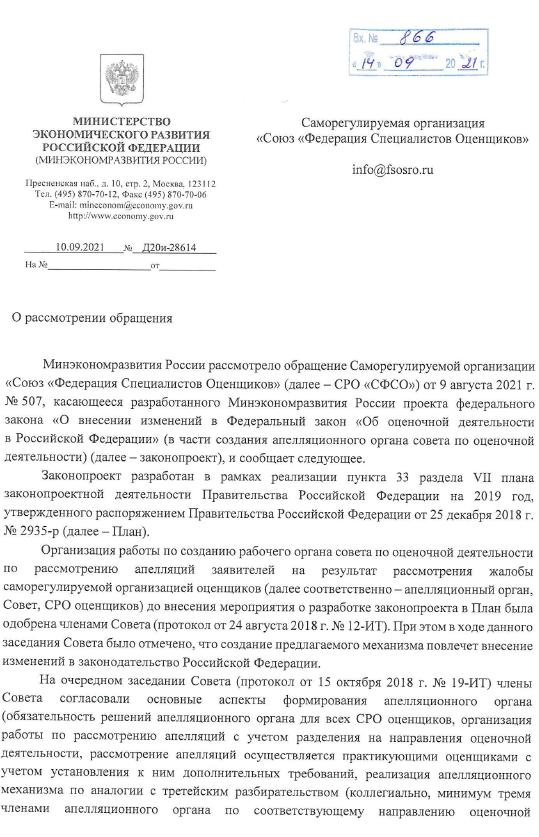 Вх. № 866
«14» 09 2021 г.
МИНИСТЕРСТВО
ЭКОНОМИЧЕСКОГО РАЗВИТИЯ
РОССИЙСКОЙ ФЕДЕРАЦИИ
(МИНЭКОНОМРАЗВИТИЯ РОССИИ)
Пресненская наб., д. 10, стр. 2, Москва, 123112
Тел. (495) 870-70-12, Факс (495) 870-70-06
E-mail: mineconom@economy.gov.ru
http://www.economy.gov.ru
10.09.2021 № Д20и-28614
На № от
Саморегулируемая организация
«Союз «Федерация Специалистов Оценщиков»
info@fsosro.ru
О рассмотрении обращения
Минэкономразвития России рассмотрело обращение Саморегулируемой организации
«Союз «Федерация Специалистов Оценщиков» (далее – СРО «СФСО») от 9 августа 2021 г.
№ 507, касающееся разработанного Минэкономразвития России проекта федерального
закона «О внесении изменений в Федеральный закон «Об оценочной деятельности
в Российской Федерации» (в части создания апелляционного органа совета по оценочной
деятельности) (далее – законопроект), и сообщает следующее.
Законопроект разработан в рамках реализации пункта 33 раздела VII плана
законопроектной деятельности Правительства Российской Федерации на 2019 год,
утвержденного распоряжением Правительства Российской Федерации от 25 декабря 2018 г.
№ 2935-р (далее – План).
Организация работы по созданию рабочего органа совета по оценочной деятельности
по рассмотрению апелляций заявителей на результат рассмотрения жалобы
саморегулируемой организацией оценщиков (далее соответственно – апелляционный орган,
Совет, СРО оценщиков) до внесения мероприятия о разработке законопроекта в План была
одобрена членами Совета (протокол от 24 августа 2018 г. № 12-ИТ). При этом в ходе данного
заседания Совета было отмечено, что создание предлагаемого механизма повлечет внесение
изменений в законодательство Российской Федерации.
На очередном заседании Совета (протокол от 15 октября 2018 г. № 19-ИТ) члены
Совета согласовали основные аспекты формирования апелляционного органа
(обязательность решений апелляционного органа для всех СРО оценщиков, организация
работы по рассмотрению апелляций с учетом разделения на направления оценочной
деятельности, рассмотрение апелляций осуществляется практикующими оценщиками с
учетом установления к ним дополнительных требований, реализация апелляционного
механизма по аналогии с третейским разбирательством (коллегиально, минимум тремя
членами апелляционного органа по соответствующему направлению оценочной